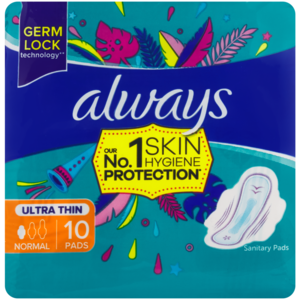 GERM
LOCK
technology**
always
OUR
No.1 SKIN
HYGIENE
PROTECTION*
ULTRA THIN
NORMAL
10
PADS
Sanitary Pads